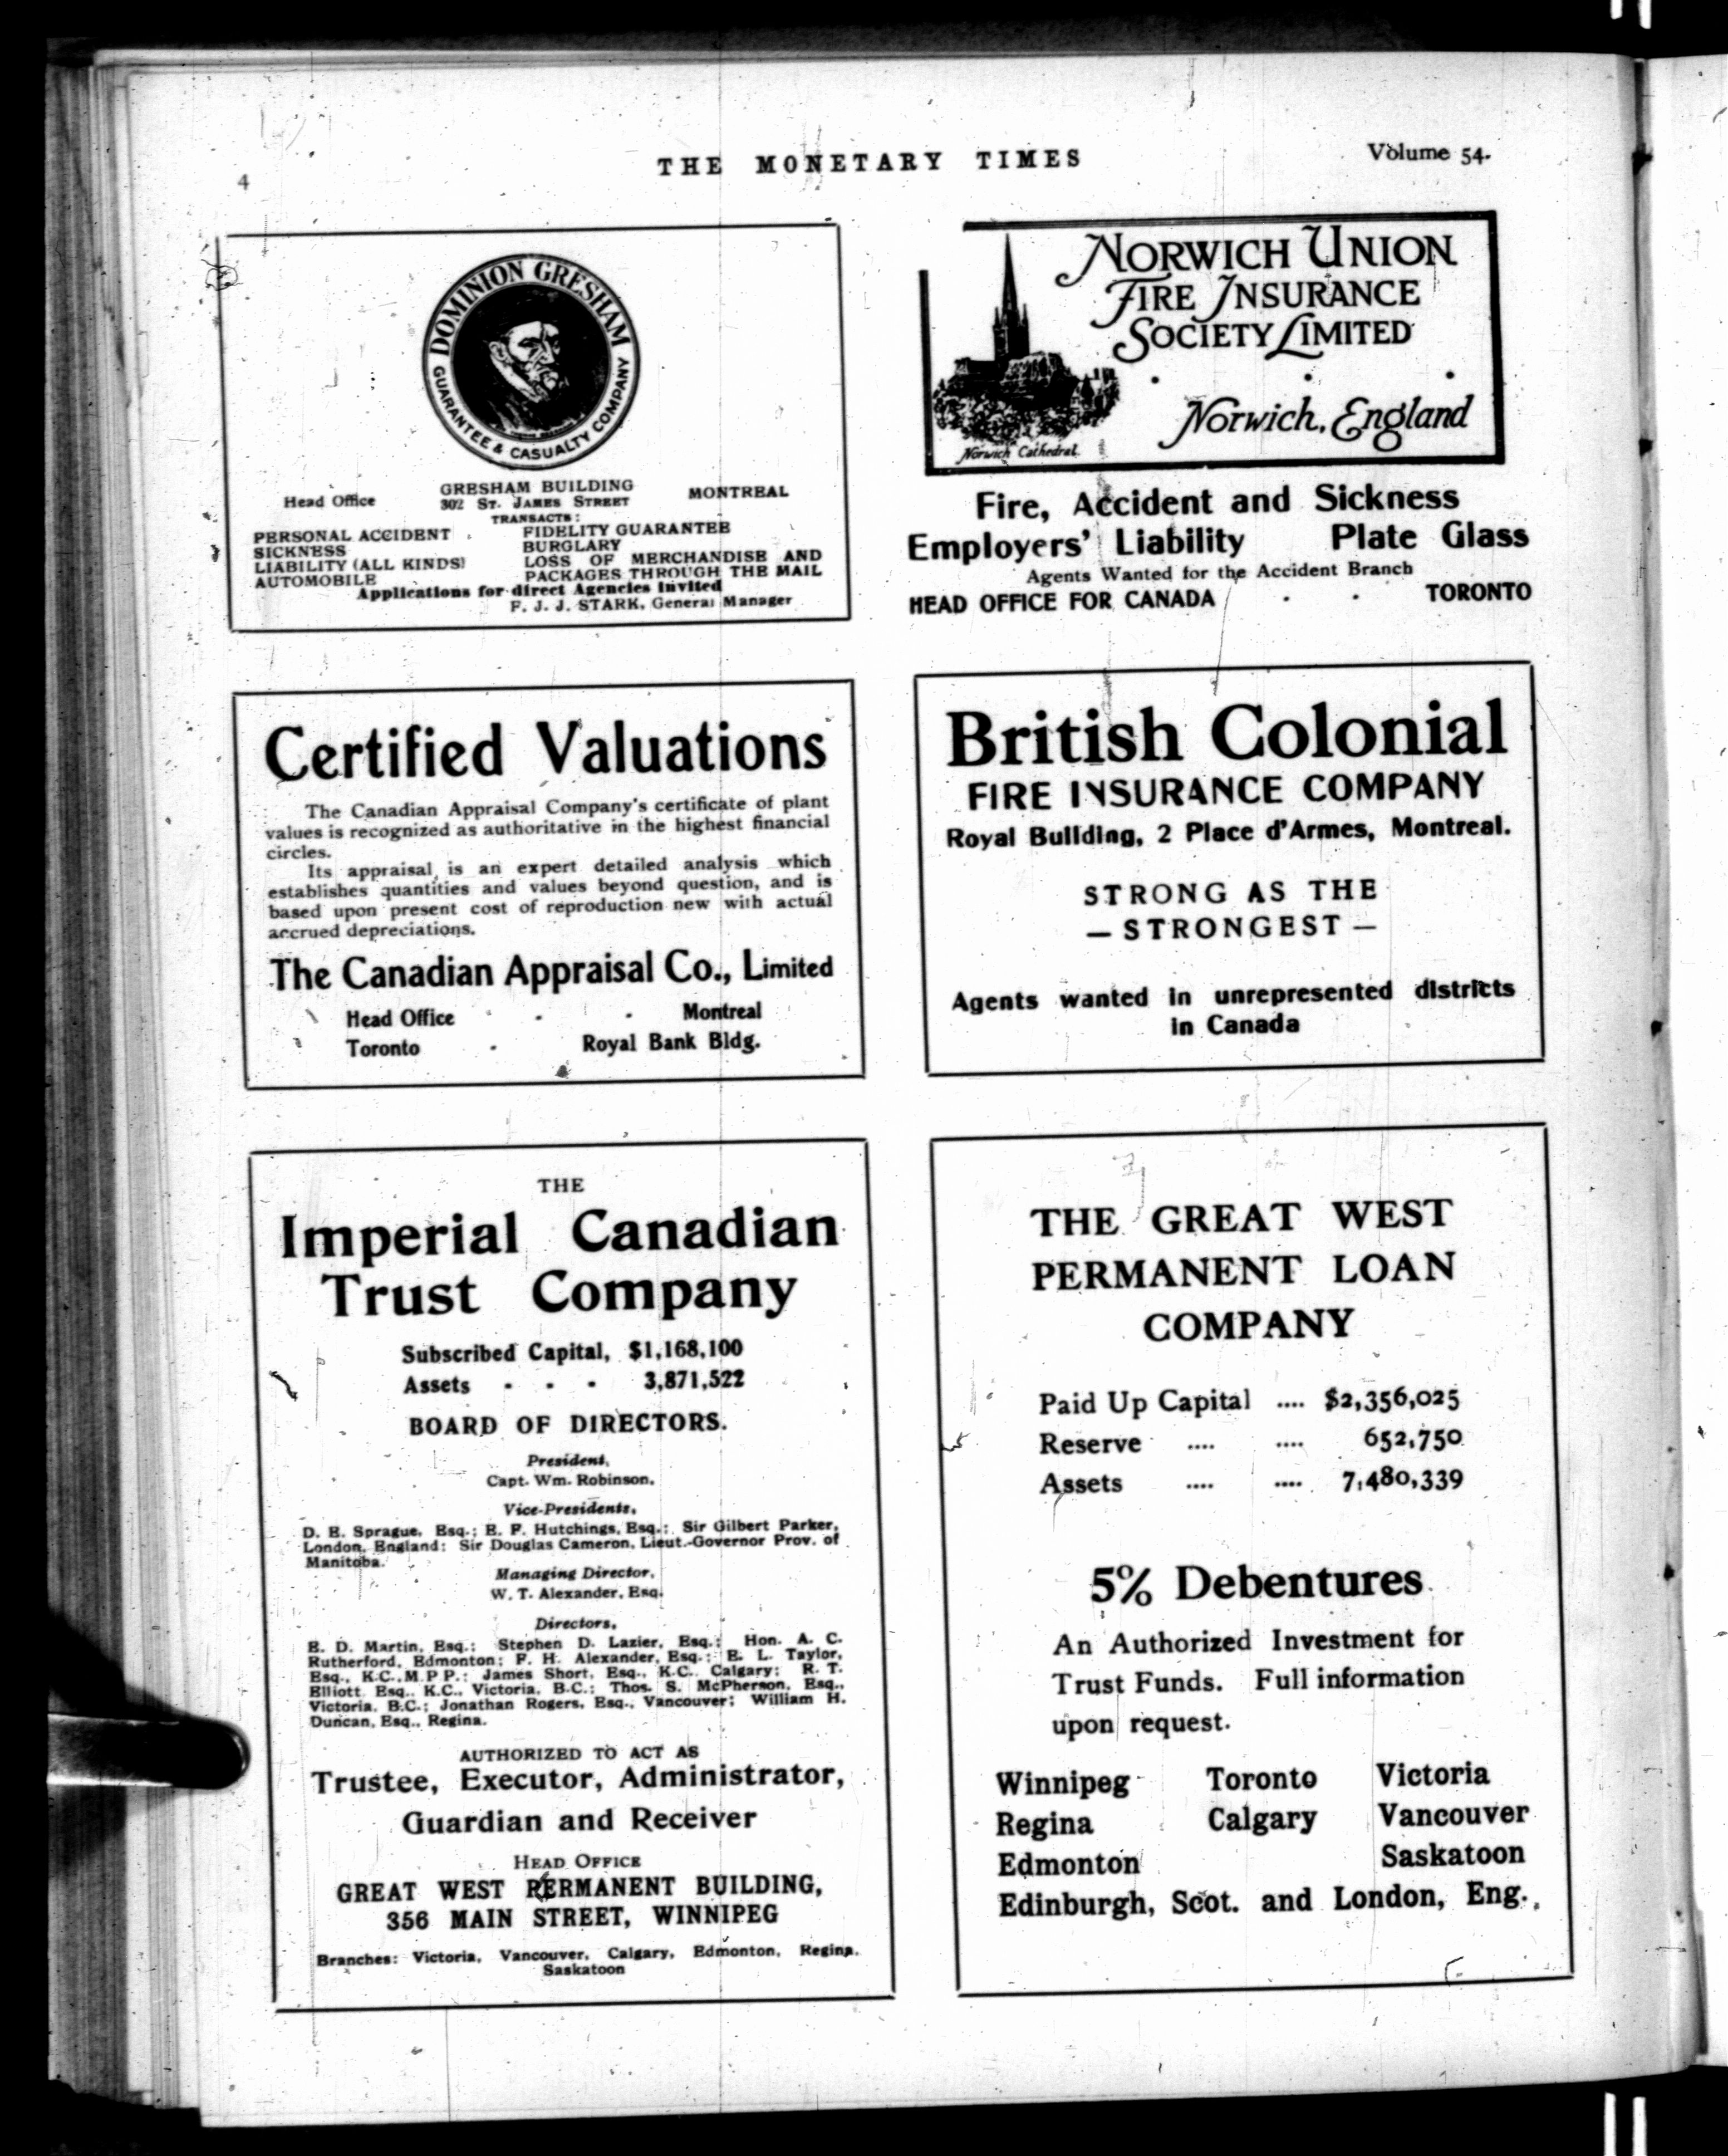 4
THE MONETARY TIMES
Volume 54.
DOMINION GRESHAM
GUARANTEE & CASUALTY COMPANY
Head Office
GRESHAM BUILDING
302 ST. JAMES STREET
MONTREAL
TRANSACTS:
PERSONAL ACCIDENT
SICKNESS
LIABILITY (ALL KINDS)
AUTOMOBILE
FIDELITY GUARANTEE
BURGLARY
LOSS OF MERCHANDISE AND
PACKAGES THROUGH THE MAIL
Applications for direct Agencies Invited
F. J. J. STARK, General Manager
NORWICH UNION
FIRE INSURANCE
SOCIETY LIMITED
Norwich, England
Norwich Cathedral.
Fire, Accident and Sickness
Employers' Liability Plate Glass
Agents Wanted for the Accident Branch
HEAD OFFICE FOR CANADA . . TORONTO
Certified Valuations
The Canadian Appraisal Company's certificate of plant
values is recognized as authoritative in the highest financial
circles.
Its appraisal is an expert detailed analysis which
establishes quantities and values beyond question, and is
based upon present cost of reproduction new with actual
accrued depreciations.
The Canadian Appraisal Co., Limited
Head Office . . Montreal
Toronto . Royal Bank Bldg.
British Colonial
FIRE INSURANCE COMPANY
Royal Building, 2 Place d'Armes, Montreal.
STRONG AS THE
— STRONGEST —
Agents wanted in unrepresented districts
in Canada
THE
Imperial Canadian
Trust Company
Subscribed Capital, $1,168,100
Assets - - - 3,871,522
BOARD OF DIRECTORS.
President,
Capt. Wm. Robinson.
Vice-Presidents,
D. E. Sprague, Esq.; E. F. Hutchings, Esq.; Sir Gilbert Parker,
London, England; Sir Douglas Cameron, Lieut.-Governor Prov. of
Manitoba.
Managing Director,
W. T. Alexander, Esq.
Directors,
E. D. Martin, Esq.; Stephen D. Lazier, Esq.; Hon. A. C.
Rutherford, Edmonton; F. H. Alexander, Esq.; E. L. Taylor,
Esq., K.C., M.P.P.; James Short, Esq., K.C., Calgary; R. T.
Elliott, Esq., K.C., Victoria, B.C.; Thos. S. McPherson, Esq.,
Victoria, B.C.; Jonathan Rogers, Esq., Vancouver; William H.
Duncan, Esq., Regina.
AUTHORIZED TO ACT AS
Trustee, Executor, Administrator,
Guardian and Receiver
HEAD OFFICE
GREAT WEST PERMANENT BUILDING,
356 MAIN STREET, WINNIPEG
Branches: Victoria, Vancouver, Calgary, Edmonton, Regina,
Saskatoon
THE GREAT WEST
PERMANENT LOAN
COMPANY
Paid Up Capital .... $2,356,025
Reserve .... .... 652,750
Assets .... .... 7,480,339
5% Debentures
An Authorized Investment for
Trust Funds. Full information
upon request.
Winnipeg Toronto Victoria
Regina Calgary Vancouver
Edmonton Saskatoon
Edinburgh, Scot. and London, Eng.